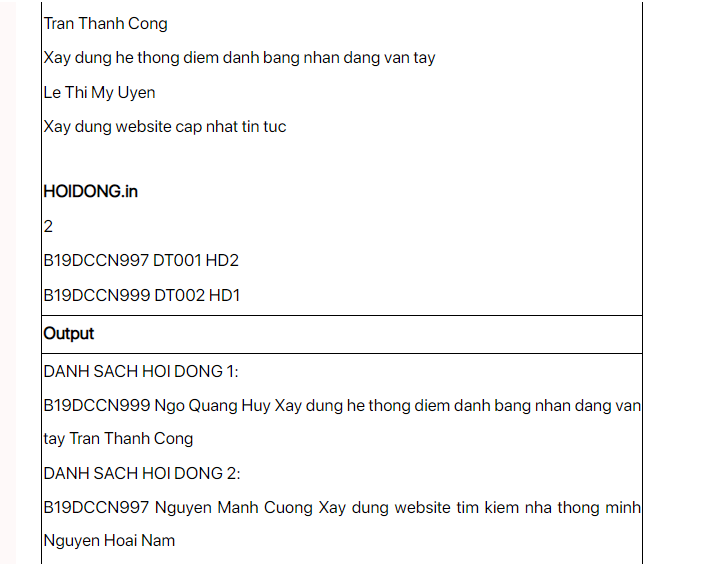 Tran Thanh Cong
Xay dung he thong diem danh bang nhan dang van tay
Le Thi My Uyen
Xay dung website cap nhat tin tuc
HOIDONG.in
2
B19DCCN997 DT001 HD2
B19DCCN999 DT002 HD1
Output
DANH SACH HOI DONG 1:
B19DCCN999 Ngo Quang Huy Xay dung he thong diem danh bang nhan dang van
tay Tran Thanh Cong
DANH SACH HOI DONG 2:
B19DCCN997 Nguyen Manh Cuong Xay dung website tim kiem nha thong minh
Nguyen Hoai Nam